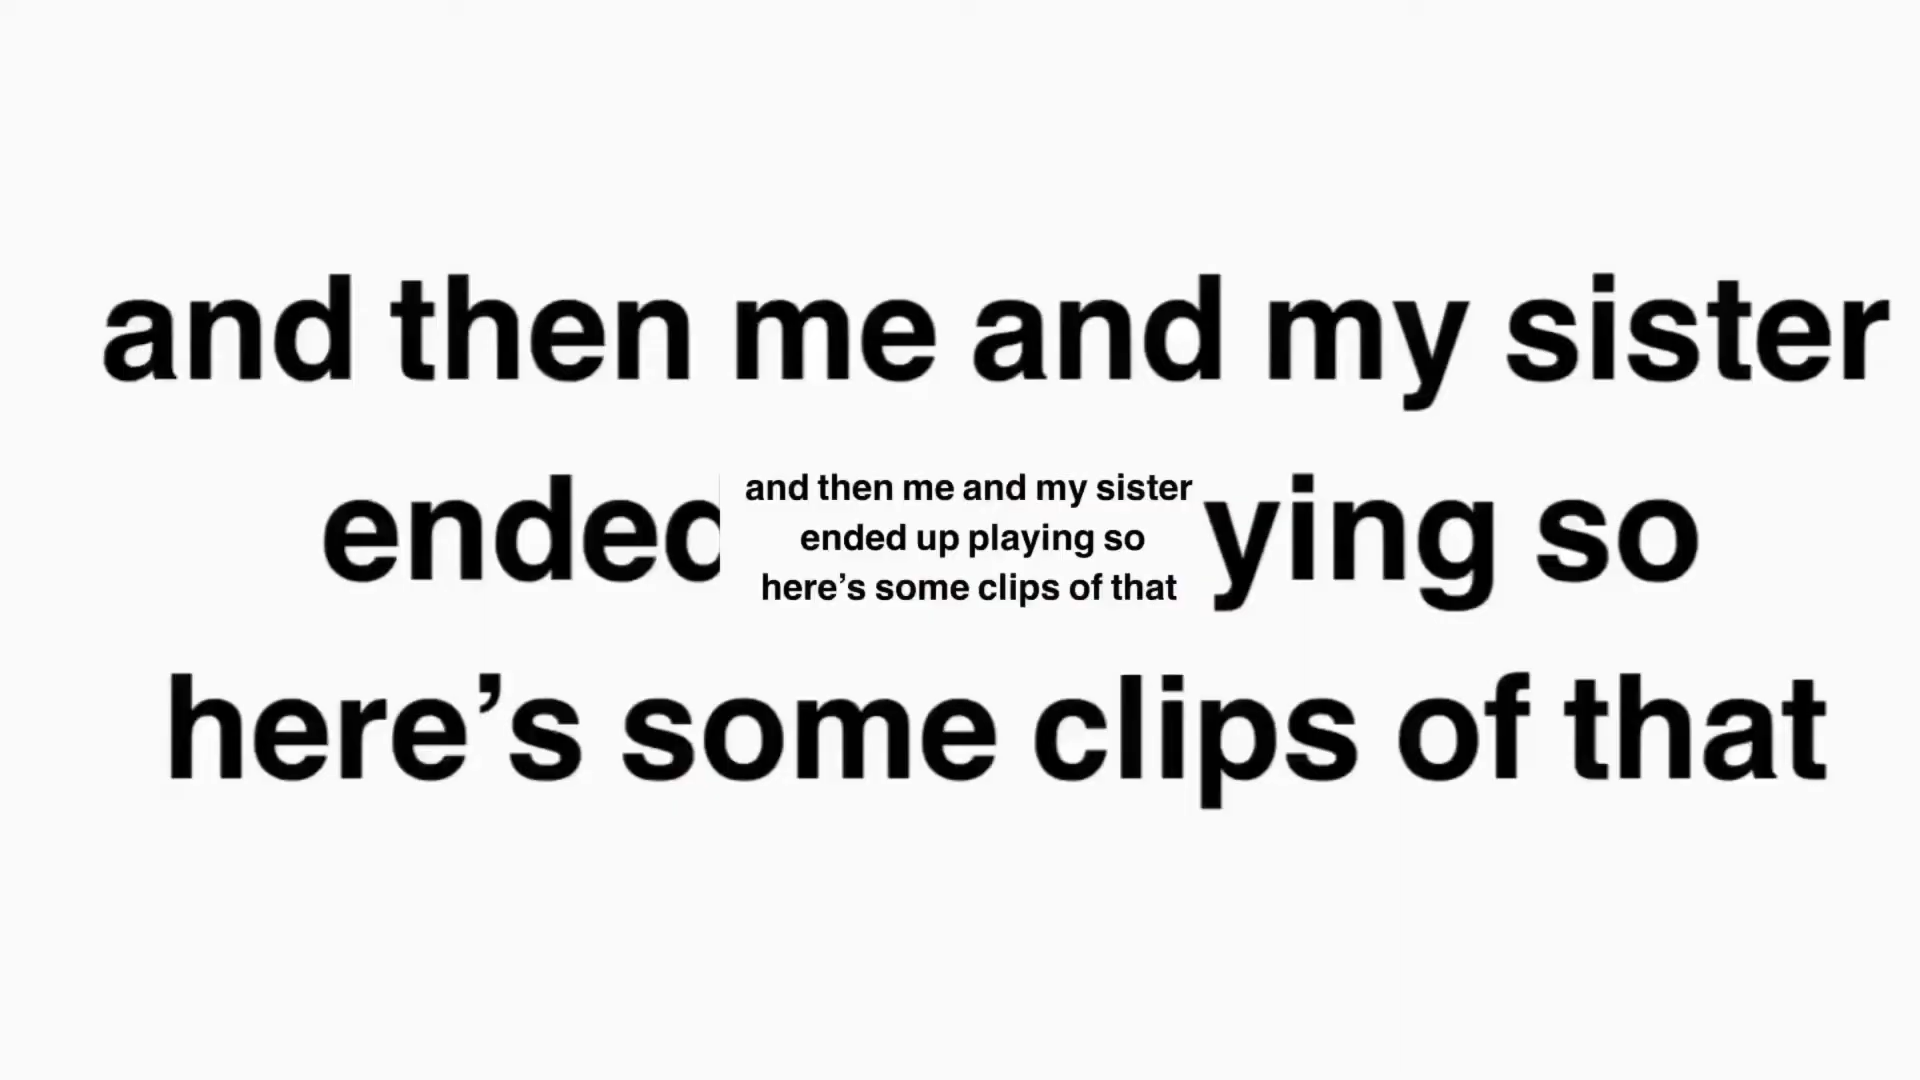 and then me and my sister
ended ying so
here’s some clips of that
and then me and my sister
ended up playing so
here’s some clips of that